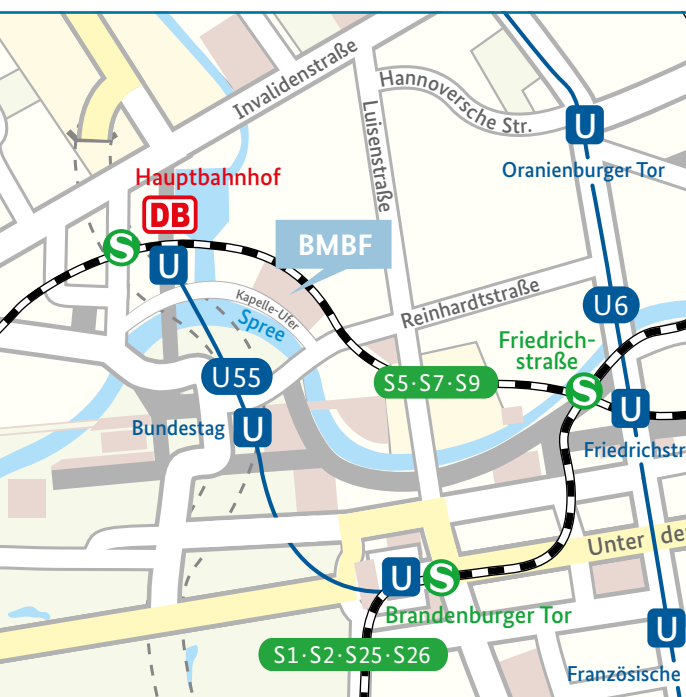 Invalidenstraße
Hannoversche Str.
Luisenstraße
U
Oranienburger Tor
Hauptbahnhof
DB
S
U
BMBF
Kapelle-Ufer
Spree
Reinhardtstraße
U6
Friedrich-
straße
U55
S5·S7·S9
S
U
Bundestag
U
Friedrichstr
Unter de
U
S
Brandenburger Tor
U
S1·S2·S25·S26
Französische